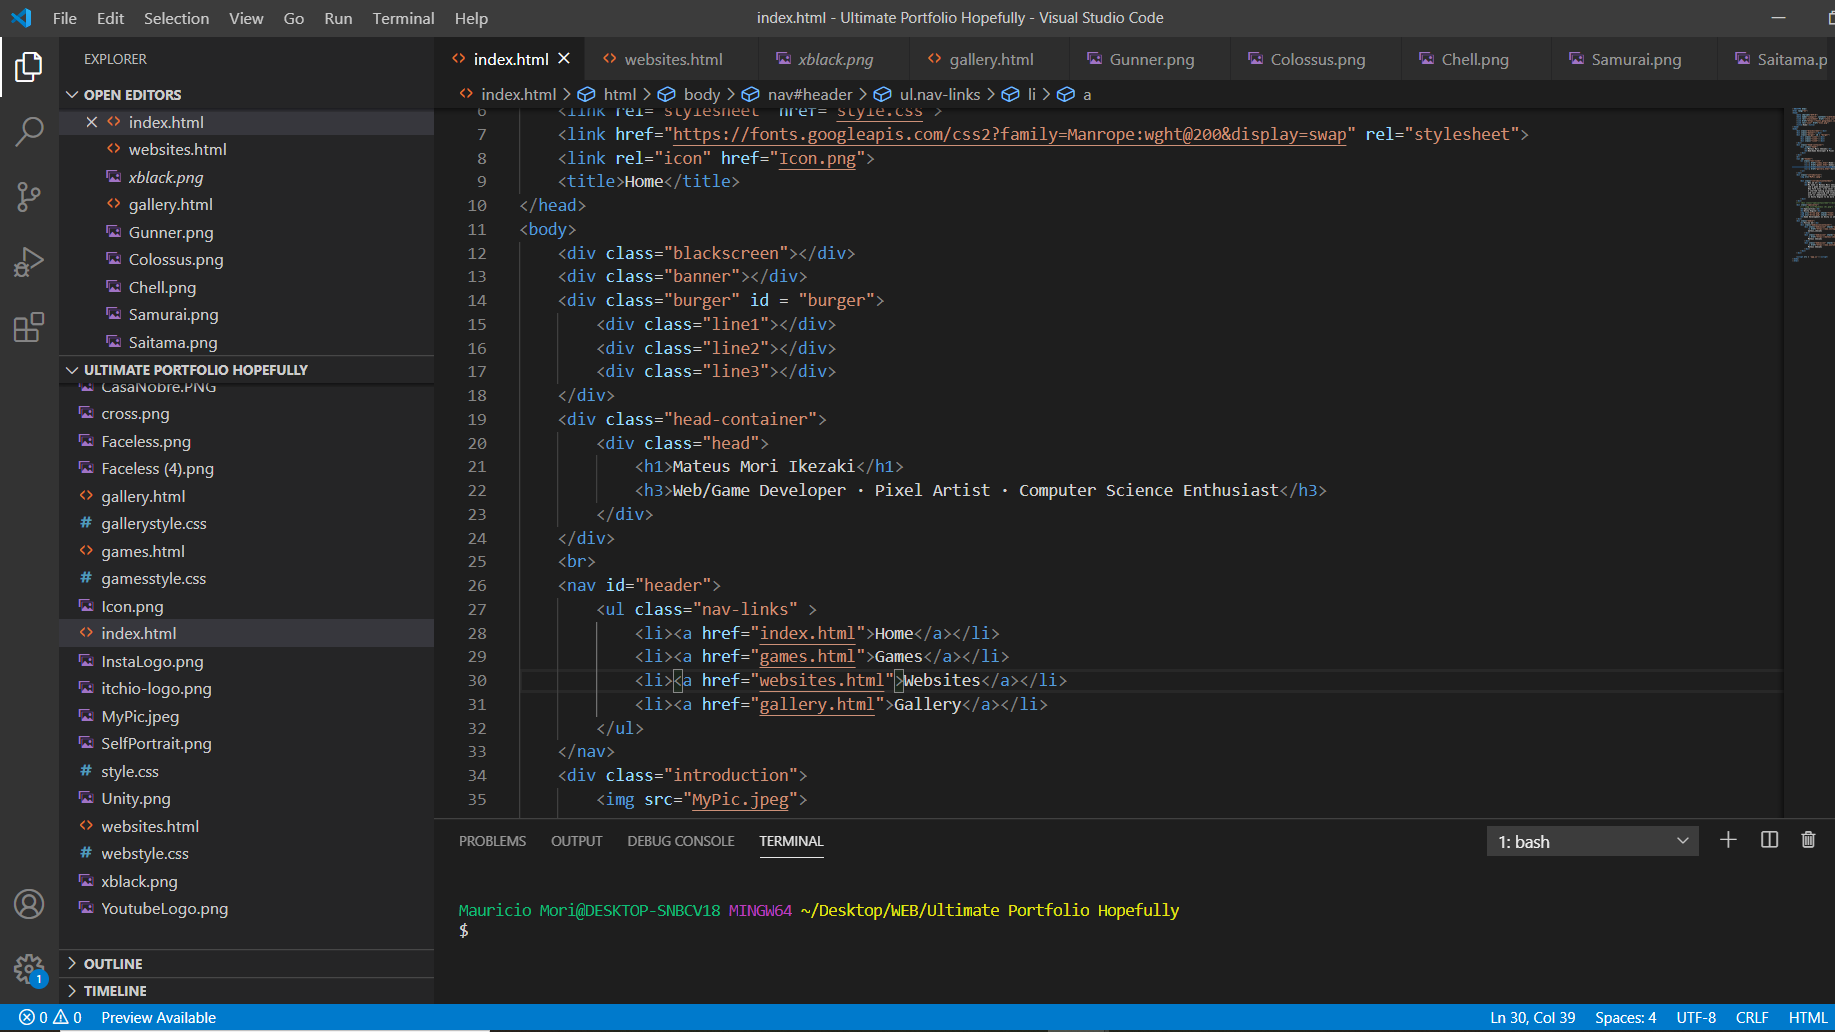 File Edit Selection View Go Run Terminal Help
index.html - Ultimate Portfolio Hopefully - Visual Studio Code
EXPLORER
OPEN EDITORS
index.html
websites.html
xblack.png
gallery.html
Gunner.png
Colossus.png
Chell.png
Samurai.png
Saitama.png
ULTIMATE PORTFOLIO HOPEFULLY
CasaNobre.PNG
cross.png
Faceless.png
Faceless (4).png
gallery.html
gallerystyle.css
games.html
gamesstyle.css
Icon.png
index.html
InstaLogo.png
itchio-logo.png
MyPic.jpeg
SelfPortrait.png
style.css
Unity.png
websites.html
webstyle.css
xblack.png
YoutubeLogo.png
OUTLINE
TIMELINE
index.html websites.html xblack.png gallery.html Gunner.png Colossus.png Chell.png Samurai.png Saitama.p
index.html > html > body > nav#header > ul.nav-links > li > a
6 <link rel="stylesheet" href="style.css">
7 <link href="https://fonts.googleapis.com/css2?family=Manrope:wght@200&display=swap" rel="stylesheet">
8 <link rel="icon" href="Icon.png">
9 <title>Home</title>
10 </head>
11 <body>
12 <div class="blackscreen"></div>
13 <div class="banner"></div>
14 <div class="burger" id = "burger">
15 <div class="line1"></div>
16 <div class="line2"></div>
17 <div class="line3"></div>
18 </div>
19 <div class="head-container">
20 <div class="head">
21 <h1>Mateus Mori Ikezaki</h1>
22 <h3>Web/Game Developer · Pixel Artist · Computer Science Enthusiast</h3>
23 </div>
24 </div>
25 <br>
26 <nav id="header">
27 <ul class="nav-links" >
28 <li><a href="index.html">Home</a></li>
29 <li><a href="games.html">Games</a></li>
30 <li><a href="websites.html">Websites</a></li>
31 <li><a href="gallery.html">Gallery</a></li>
32 </ul>
33 </nav>
34 <div class="introduction">
35 <img src="MyPic.jpeg">
PROBLEMS OUTPUT DEBUG CONSOLE TERMINAL
1: bash
Mauricio Mori@DESKTOP-SNBCV18 MINGW64 ~/Desktop/WEB/Ultimate Portfolio Hopefully
$
1
0 0 Preview Available
Ln 30, Col 39 Spaces: 4 UTF-8 CRLF HTML